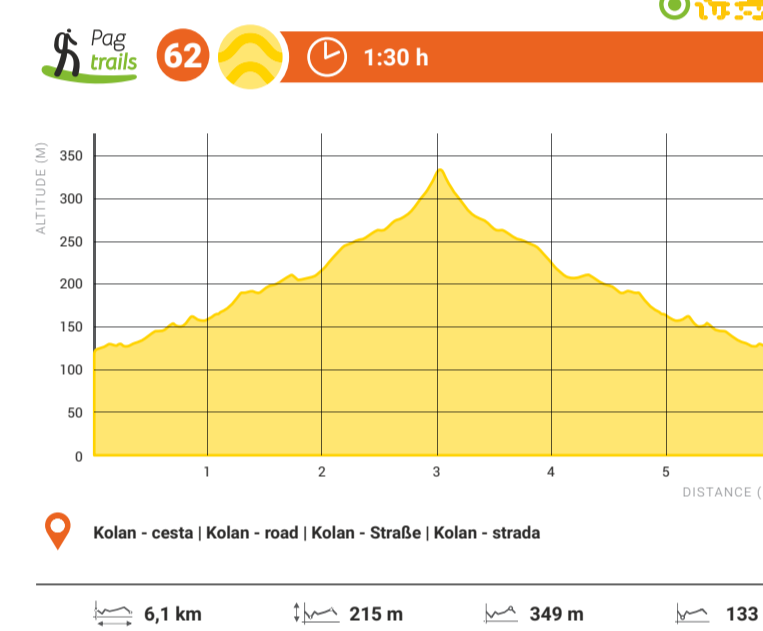 Pag
trails
62
1:30 h
ALTITUDE (M)
350
300
250
200
150
100
50
0
1 2 3 4 5
DISTANCE (
Kolan - cesta | Kolan - road | Kolan - Straße | Kolan - strada
6,1 km 215 m 349 m 133